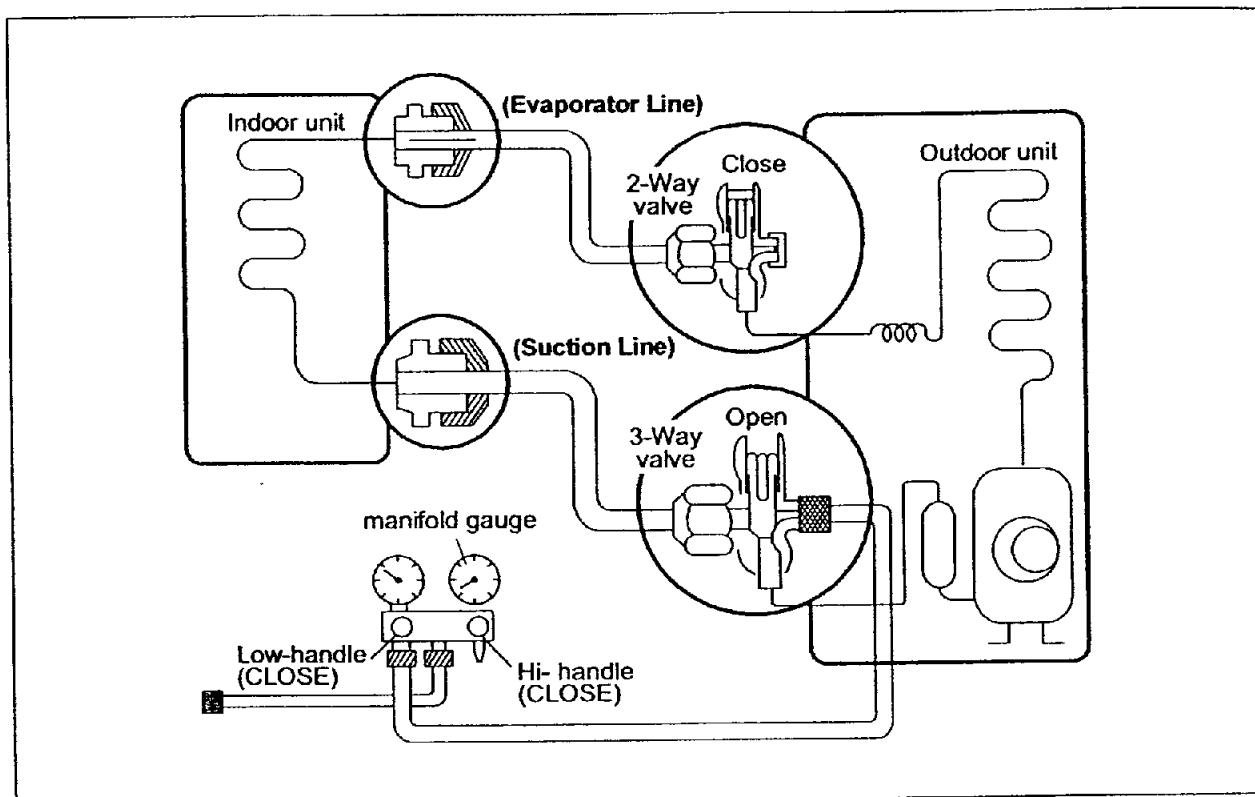 (Evaporator Line)
Indoor unit
Close
Outdoor unit
2-Way
valve
(Suction Line)
Open
3-Way
valve
manifold gauge
Low-handle
(CLOSE)
Hi- handle
(CLOSE)